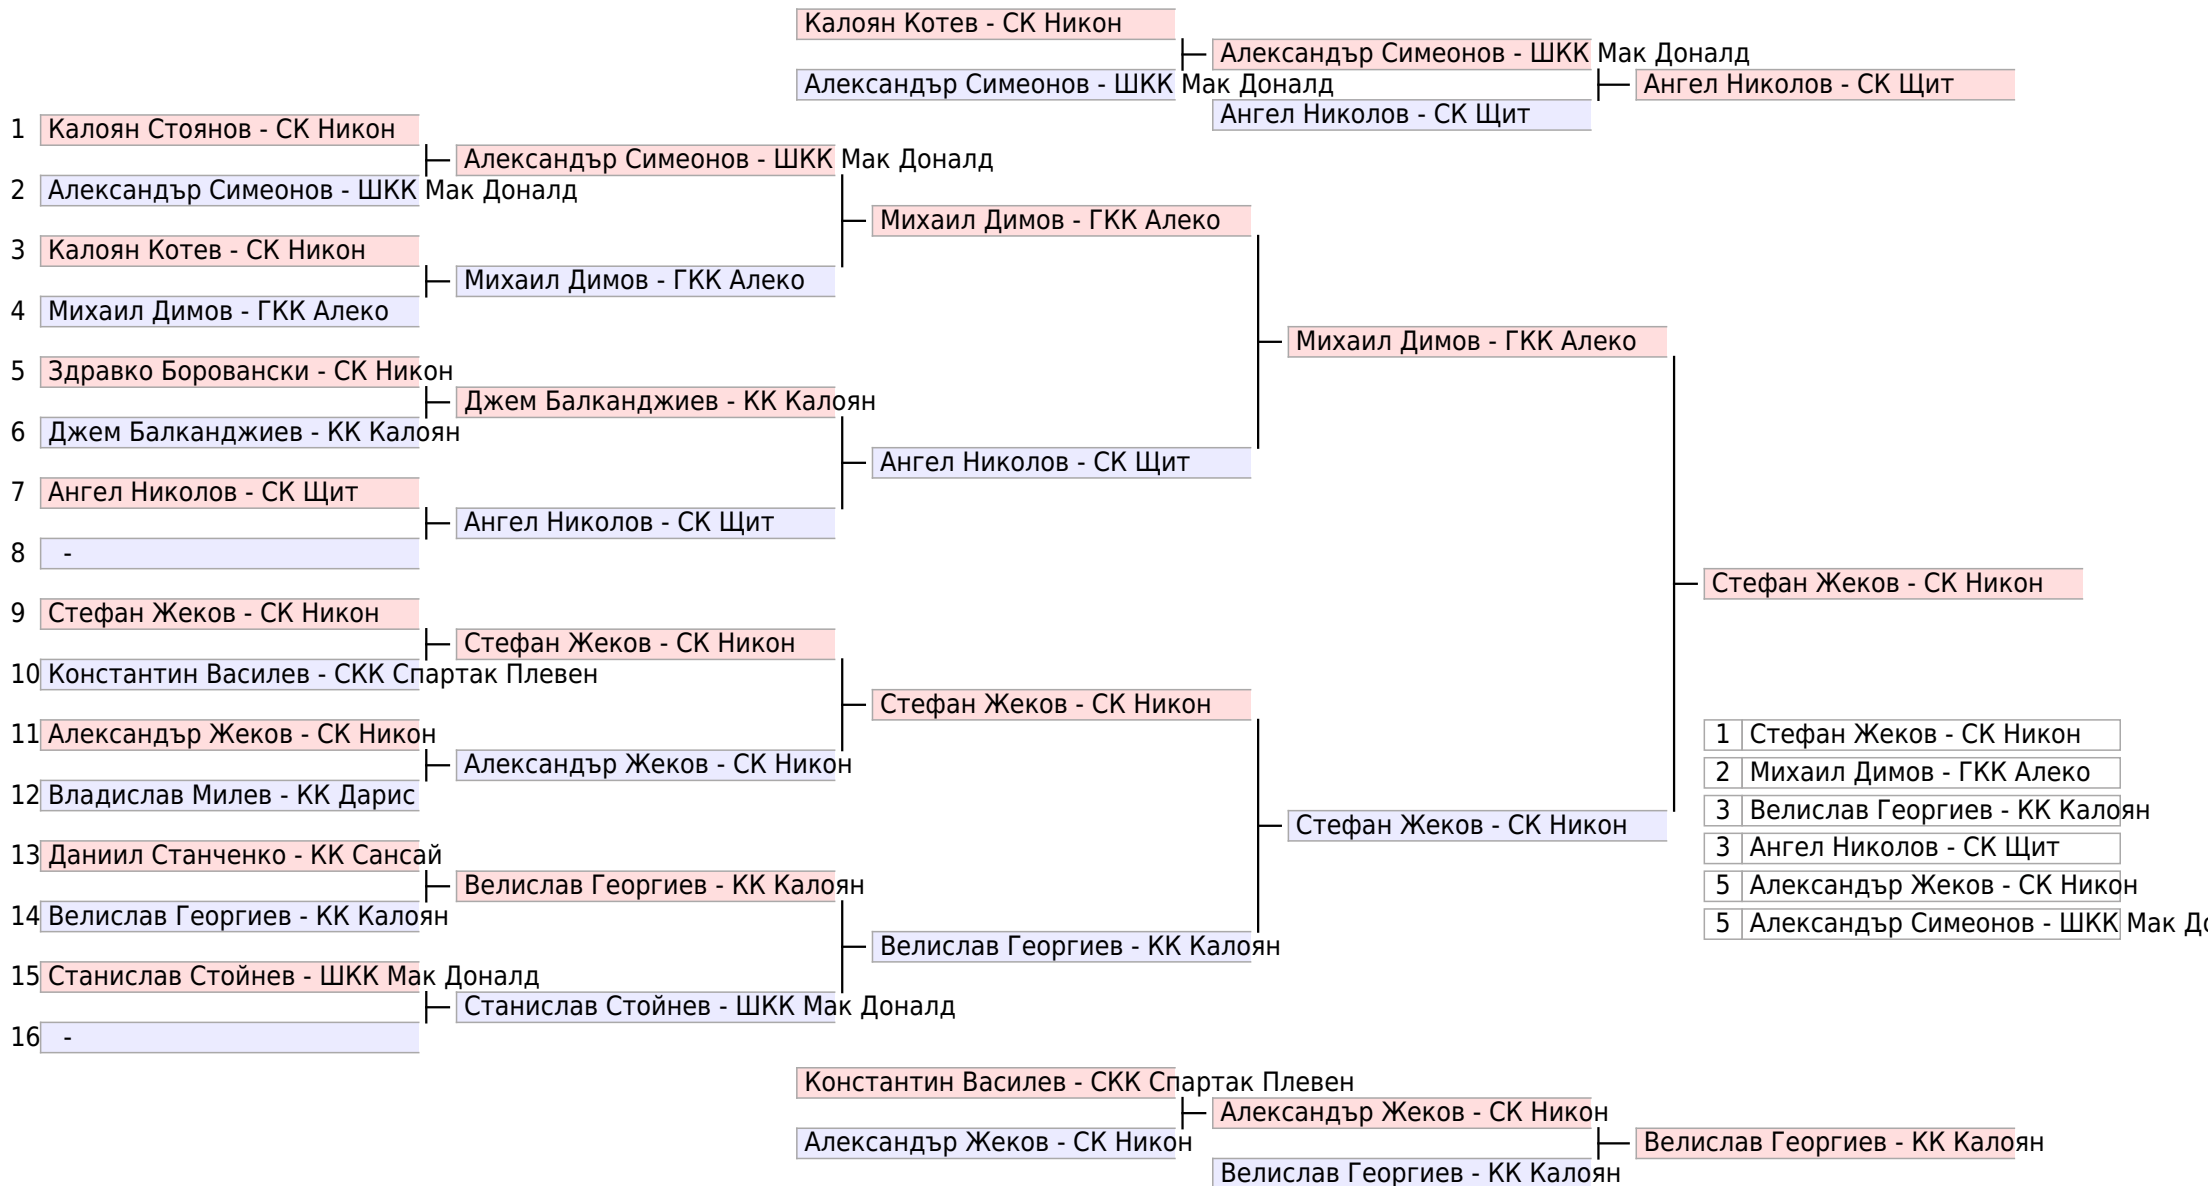 Калоян Котев - СК Никон
Александър Симеонов - ШКК Мак Доналд
Александър Симеонов - ШКК Мак Доналд
Ангел Николов - СК Щит
Ангел Николов - СК Щит
1 Калоян Стоянов - СК Никон
Александър Симеонов - ШКК Мак Доналд
2 Александър Симеонов - ШКК Мак Доналд
Михаил Димов - ГКК Алеко
3 Калоян Котев - СК Никон
Михаил Димов - ГКК Алеко
4 Михаил Димов - ГКК Алеко
Михаил Димов - ГКК Алеко
5 Здравко Боровански - СК Никон
Джем Балканджиев - КК Калоян
6 Джем Балканджиев - КК Калоян
Ангел Николов - СК Щит
7 Ангел Николов - СК Щит
Ангел Николов - СК Щит
8 -
Стефан Жеков - СК Никон
9 Стефан Жеков - СК Никон
Стефан Жеков - СК Никон
10 Константин Василев - СКК Спартак Плевен
Стефан Жеков - СК Никон
11 Александър Жеков - СК Никон
Александър Жеков - СК Никон
12 Владислав Милев - КК Дарис
Стефан Жеков - СК Никон
13 Даниил Станченко - КК Сансай
Велислав Георгиев - КК Калоян
14 Велислав Георгиев - КК Калоян
Велислав Георгиев - КК Калоян
15 Станислав Стойнев - ШКК Мак Доналд
Станислав Стойнев - ШКК Мак Доналд
16 -
1 Стефан Жеков - СК Никон
2 Михаил Димов - ГКК Алеко
3 Велислав Георгиев - КК Калоян
3 Ангел Николов - СК Щит
5 Александър Жеков - СК Никон
5 Александър Симеонов - ШКК Мак
Константин Василев - СКК Спартак Плевен
Александър Жеков - СК Никон
Александър Жеков - СК Никон
Велислав Георгиев - КК Калоян
Велислав Георгиев - КК Калоян